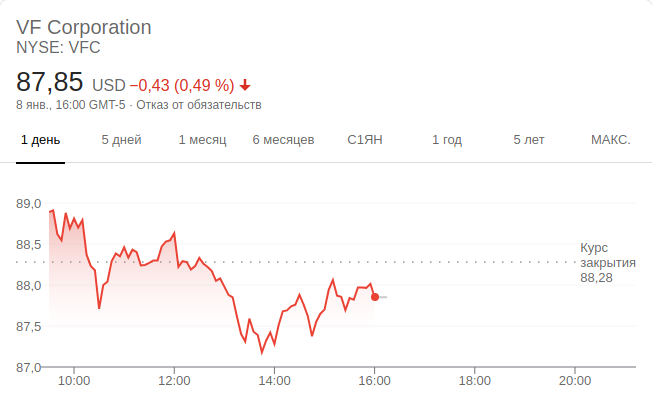 VF Corporation
NYSE: VFC
87,85 USD −0,43 (0,49 %)
8 янв., 16:00 GMT-5 · Отказ от обязательств
1 день 5 дней 1 месяц 6 месяцев С1ЯН 1 год 5 лет МАКС.
89,0
88,5
88,0
87,5
87,0
Курс
закрытия
88,28
10:00 12:00 14:00 16:00 18:00 20:00